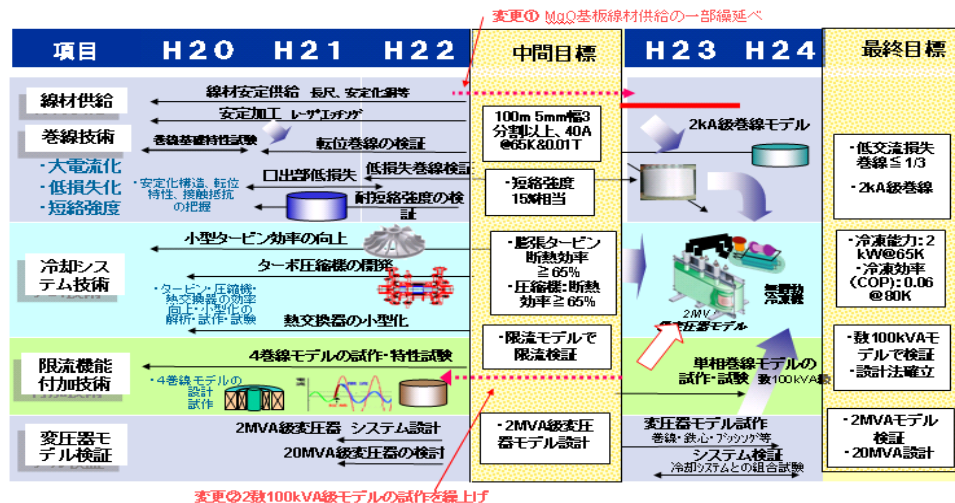 変更① MgO基板線材供給の一部繰延べ
項目
H20
H21
H22
中間目標
H23
H24
最終目標
線材供給
線材安定供給 長尺、安定化銅等
安定加工 レーザエッチング
100m 5mm幅3
分割以上、40A
@65K&0.01T
巻線技術
・大電流化
・低損失化
・短絡強度
巻線基礎特性試験
転位巻線の検証
2kA級巻線モデル
口出部低損失
低損失巻線検証
・安定化構造、転位
特性、接触抵抗
の把握
耐短絡強度の検
証
・短絡強度
15%相当
・低交流損失
巻線≦1/3
・2kA級巻線
冷却シス
テム技術
小型タービン効率の向上
ターボ圧縮機の開発
・タービン・圧縮機・
熱交換器の効率
向上・小型化の
解析・試作・試験
熱交換器の小型化
・膨張タービン
断熱効率
≧65%
・圧縮機:断熱
効率≧65%
2MVA
変圧器モデル
冷凍機
・冷凍能力:2
kW@65K
・冷凍効率
(COP):0.06
@80K
限流機能
付加技術
4巻線モデルの試作・特性試験
・4巻線モデルの
設計
試作
・限流モデルで
限流検証
単相巻線モデルの
試作・試験 数100kVA級
・数100kVAモ
デルで検証
・設計法確立
変圧器モ
デル検証
2MVA級変圧器 システム設計
20MVA級変圧器の検討
・2MVA級変圧
器モデル設計
変圧器モデル試作
巻線・鉄心・ブッシング等
システム検証
冷却システムとの組合試験
・2MVAモデル
検証
・20MVA設計
変更②2数100kVA級モデルの試作を繰上げ